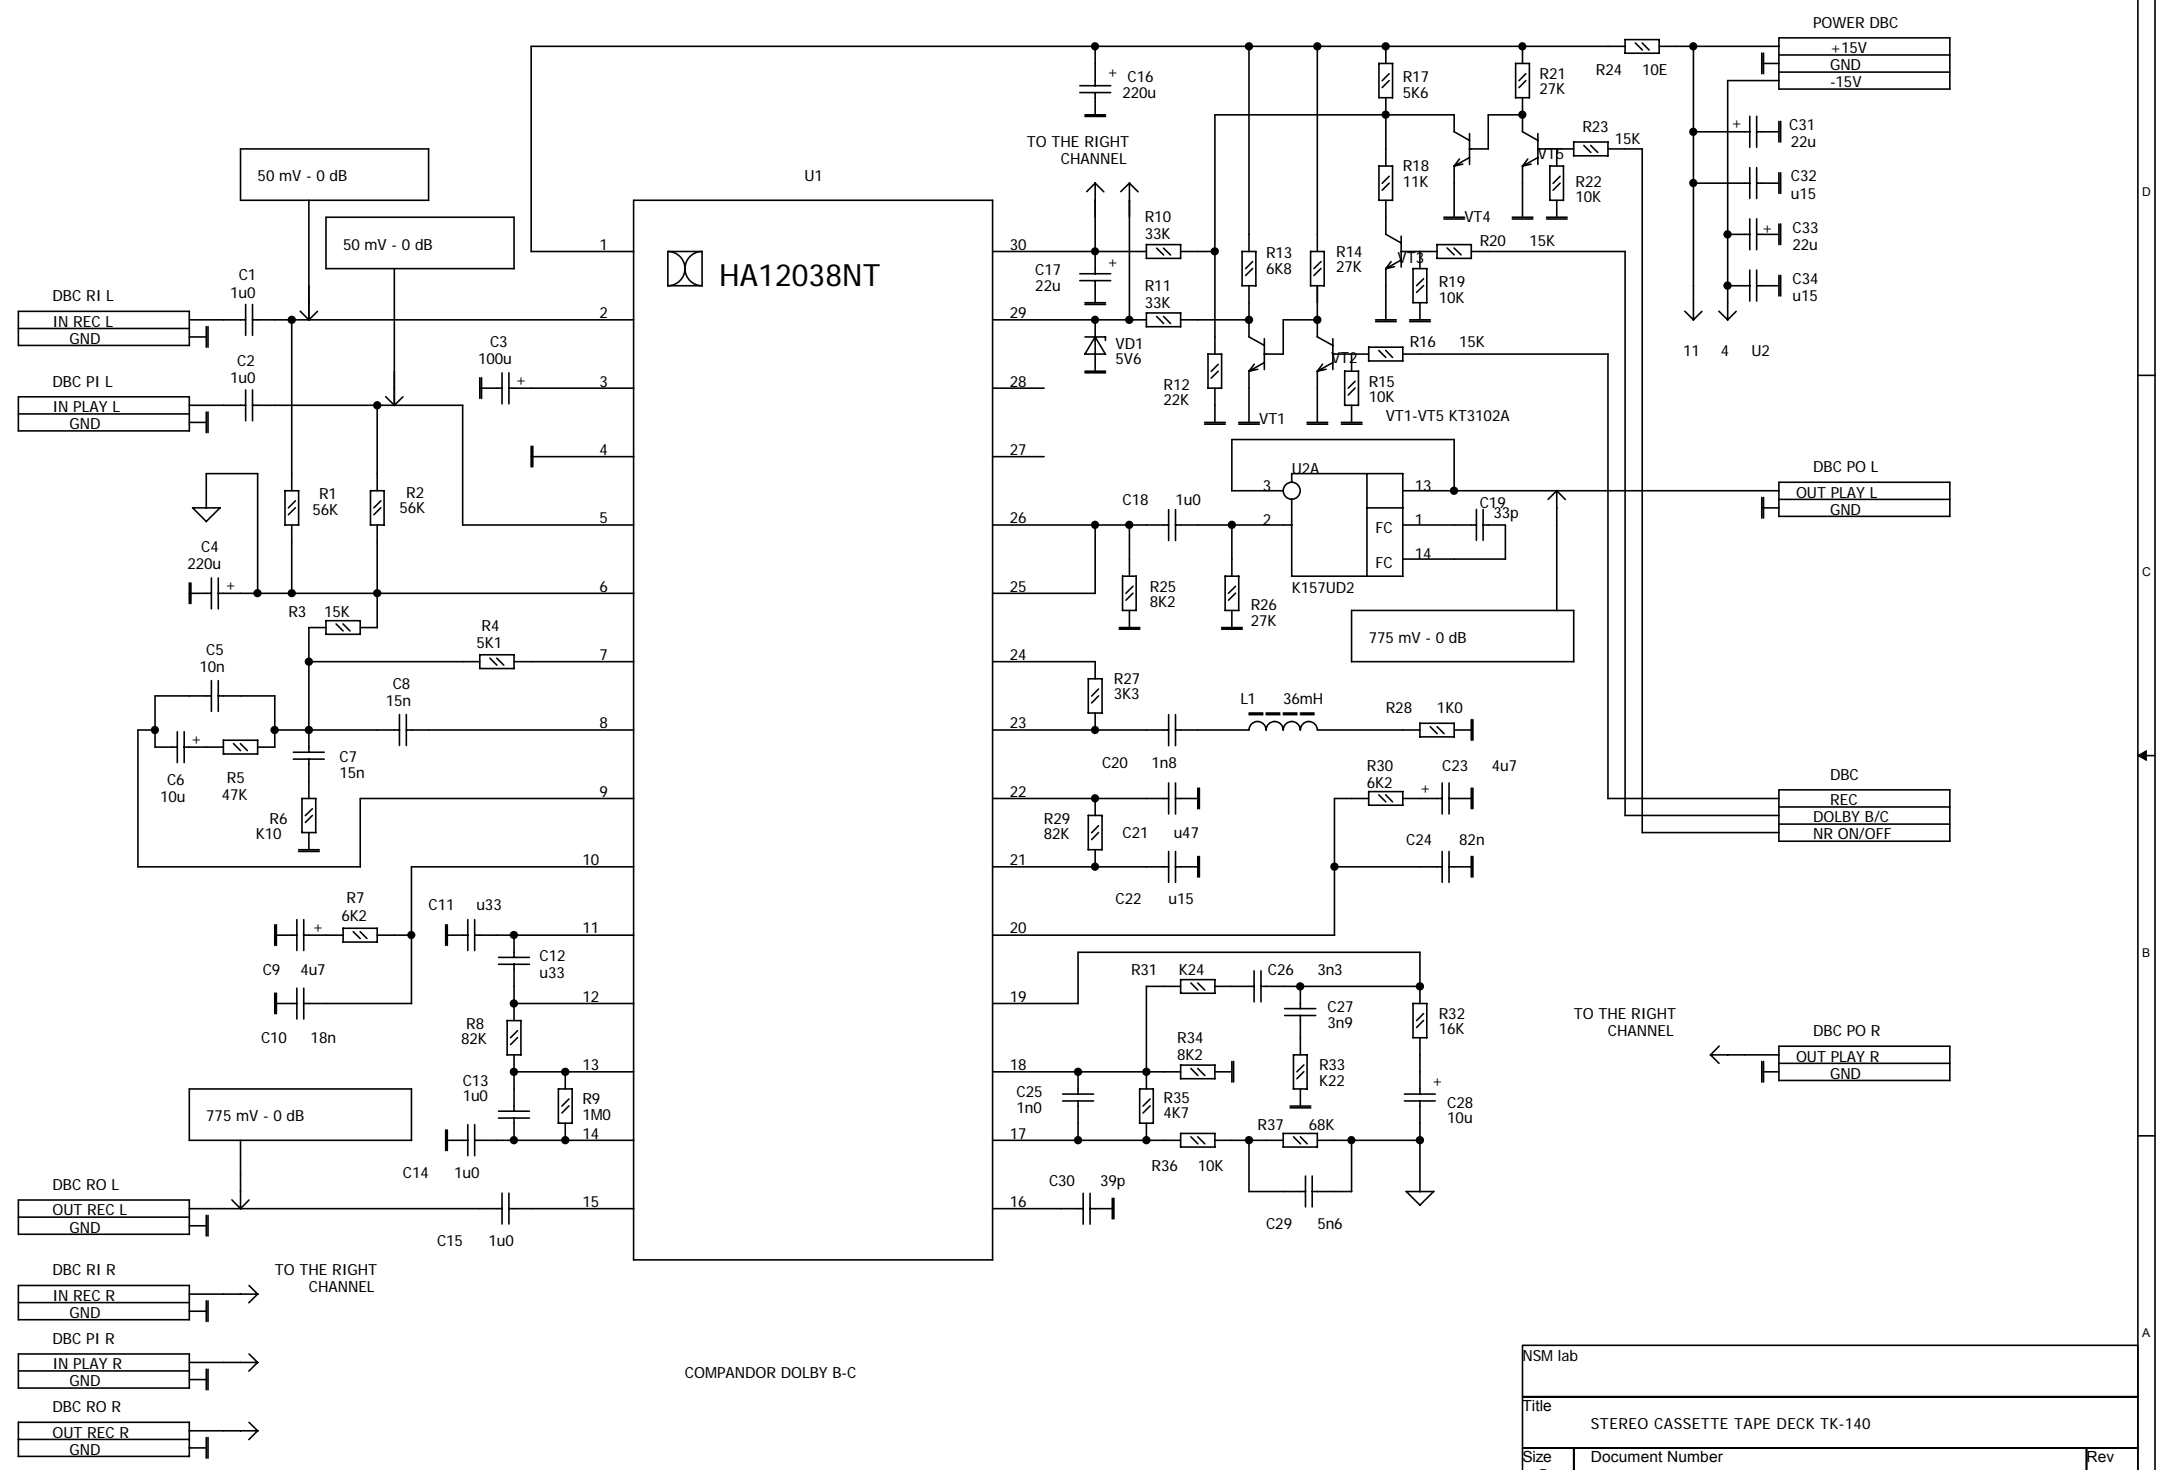 POWER DBC
+15V
GND
-15V
R24 10E
C16
220u
+
R17
5K6
R21
27K
R23 15K
VT5
R22
10K
R18
11K
VT4
C31
22u
+
C32
u15
C33
22u
+
C34
u15
11 4 U2
TO THE RIGHT
CHANNEL
U1
HA12038NT
50 mV - 0 dB
50 mV - 0 dB
DBC RI L
IN REC L
GND
C1
1u0
DBC PI L
IN PLAY L
GND
C2
1u0
C3
100u
+
R1
56K
R2
56K
C4
220u
+
R3 15K
R4
5K1
C5
10n
C8
15n
C6
10u
+
R5
47K
C7
15n
R6
K10
R7
6K2
C9 4u7
+
C10 18n
C11 u33
C12
u33
R8
82K
C13
1u0
R9
1M0
C14 1u0
775 mV - 0 dB
DBC RO L
OUT REC L
GND
C15 1u0
DBC RI R
IN REC R
GND
TO THE RIGHT
CHANNEL
DBC PI R
IN PLAY R
GND
DBC RO R
OUT REC R
GND
1
2
3
4
5
6
7
8
9
10
11
12
13
14
15
30
29
28
27
26
25
24
23
22
21
20
19
18
17
16
R10
33K
C17
22u
+
R11
33K
VD1
5V6
R12
22K
R13
6K8
R14
27K
VT1
VT2
R15
10K
R16 15K
VT3
R19
10K
R20 15K
VT1-VT5 KT3102A
U2A
3
2
13
1
14
FC
FC
K157UD2
C18 1u0
C19
33p
R25
8K2
R26
27K
775 mV - 0 dB
DBC PO L
OUT PLAY L
GND
R27
3K3
L1 36mH
R28 1K0
C20 1n8
R29
82K
C21 u47
C22 u15
R30
6K2
C23 4u7
+
C24 82n
DBC
REC
DOLBY B/C
NR ON/OFF
R31 K24
C26 3n3
C27
3n9
R32
16K
R33
K22
R34
8K2
C25
1n0
R35
4K7
R36 10K
R37 68K
C28
10u
+
C29 5n6
C30 39p
TO THE RIGHT
CHANNEL
DBC PO R
OUT PLAY R
GND
COMPANDOR DOLBY B-C
D
C
B
A
NSM lab
Title
STEREO CASSETTE TAPE DECK TK-140
Size
Document Number
Rev